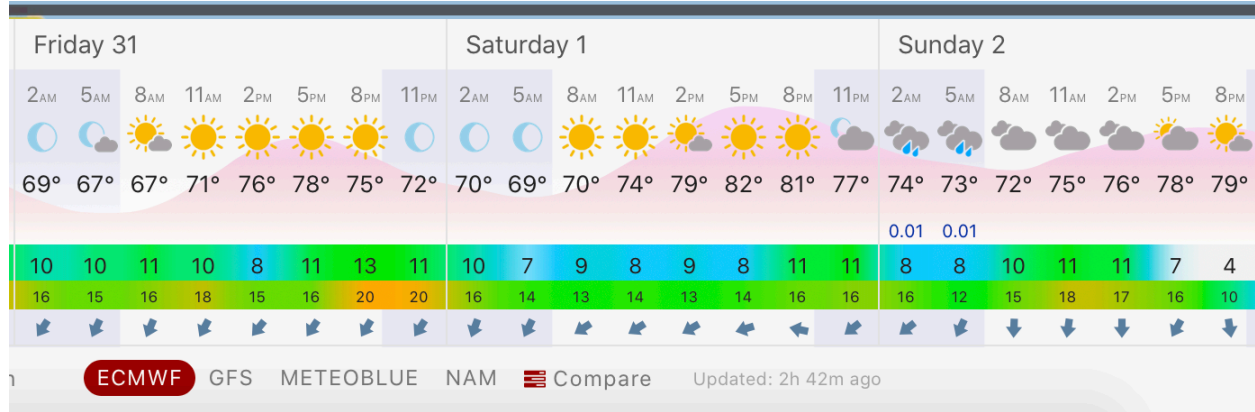 Friday 31 Saturday 1 Sunday 2
2AM 5AM 8AM 11AM 2PM 5PM 8PM 11PM 2AM 5AM 8AM 11AM 2PM 5PM 8PM 11PM 2AM 5AM 8AM 11AM 2PM 5PM 8PM
69° 67° 67° 71° 76° 78° 75° 72° 70° 69° 70° 74° 79° 82° 81° 77° 74° 73° 72° 75° 76° 78° 79°
0.01 0.01
10 10 11 10 8 11 13 11 10 7 9 8 9 8 11 11 8 8 10 11 11 7 4
16 15 16 18 15 16 20 20 16 14 13 14 13 14 16 16 16 12 15 18 17 16 10
ECMWF GFS METEOBLUE NAM Compare Updated: 2h 42m ago